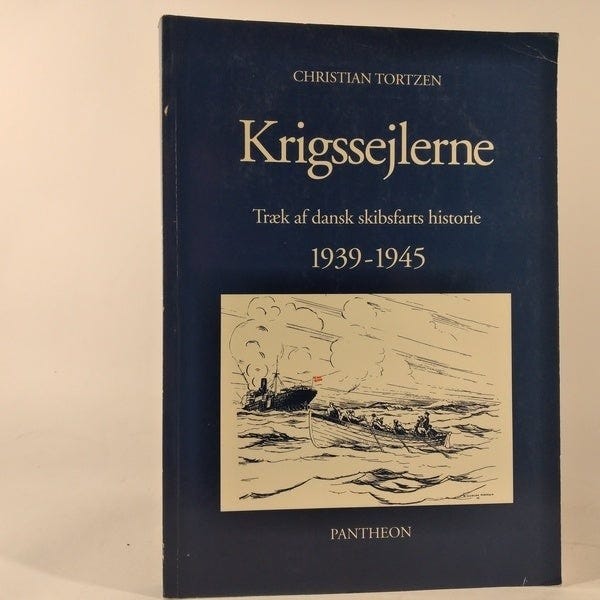 CHRISTIAN TORTZEN
Krigssejlerne
Træk af dansk skibsfarts historie
1939-1945
PANTHEON